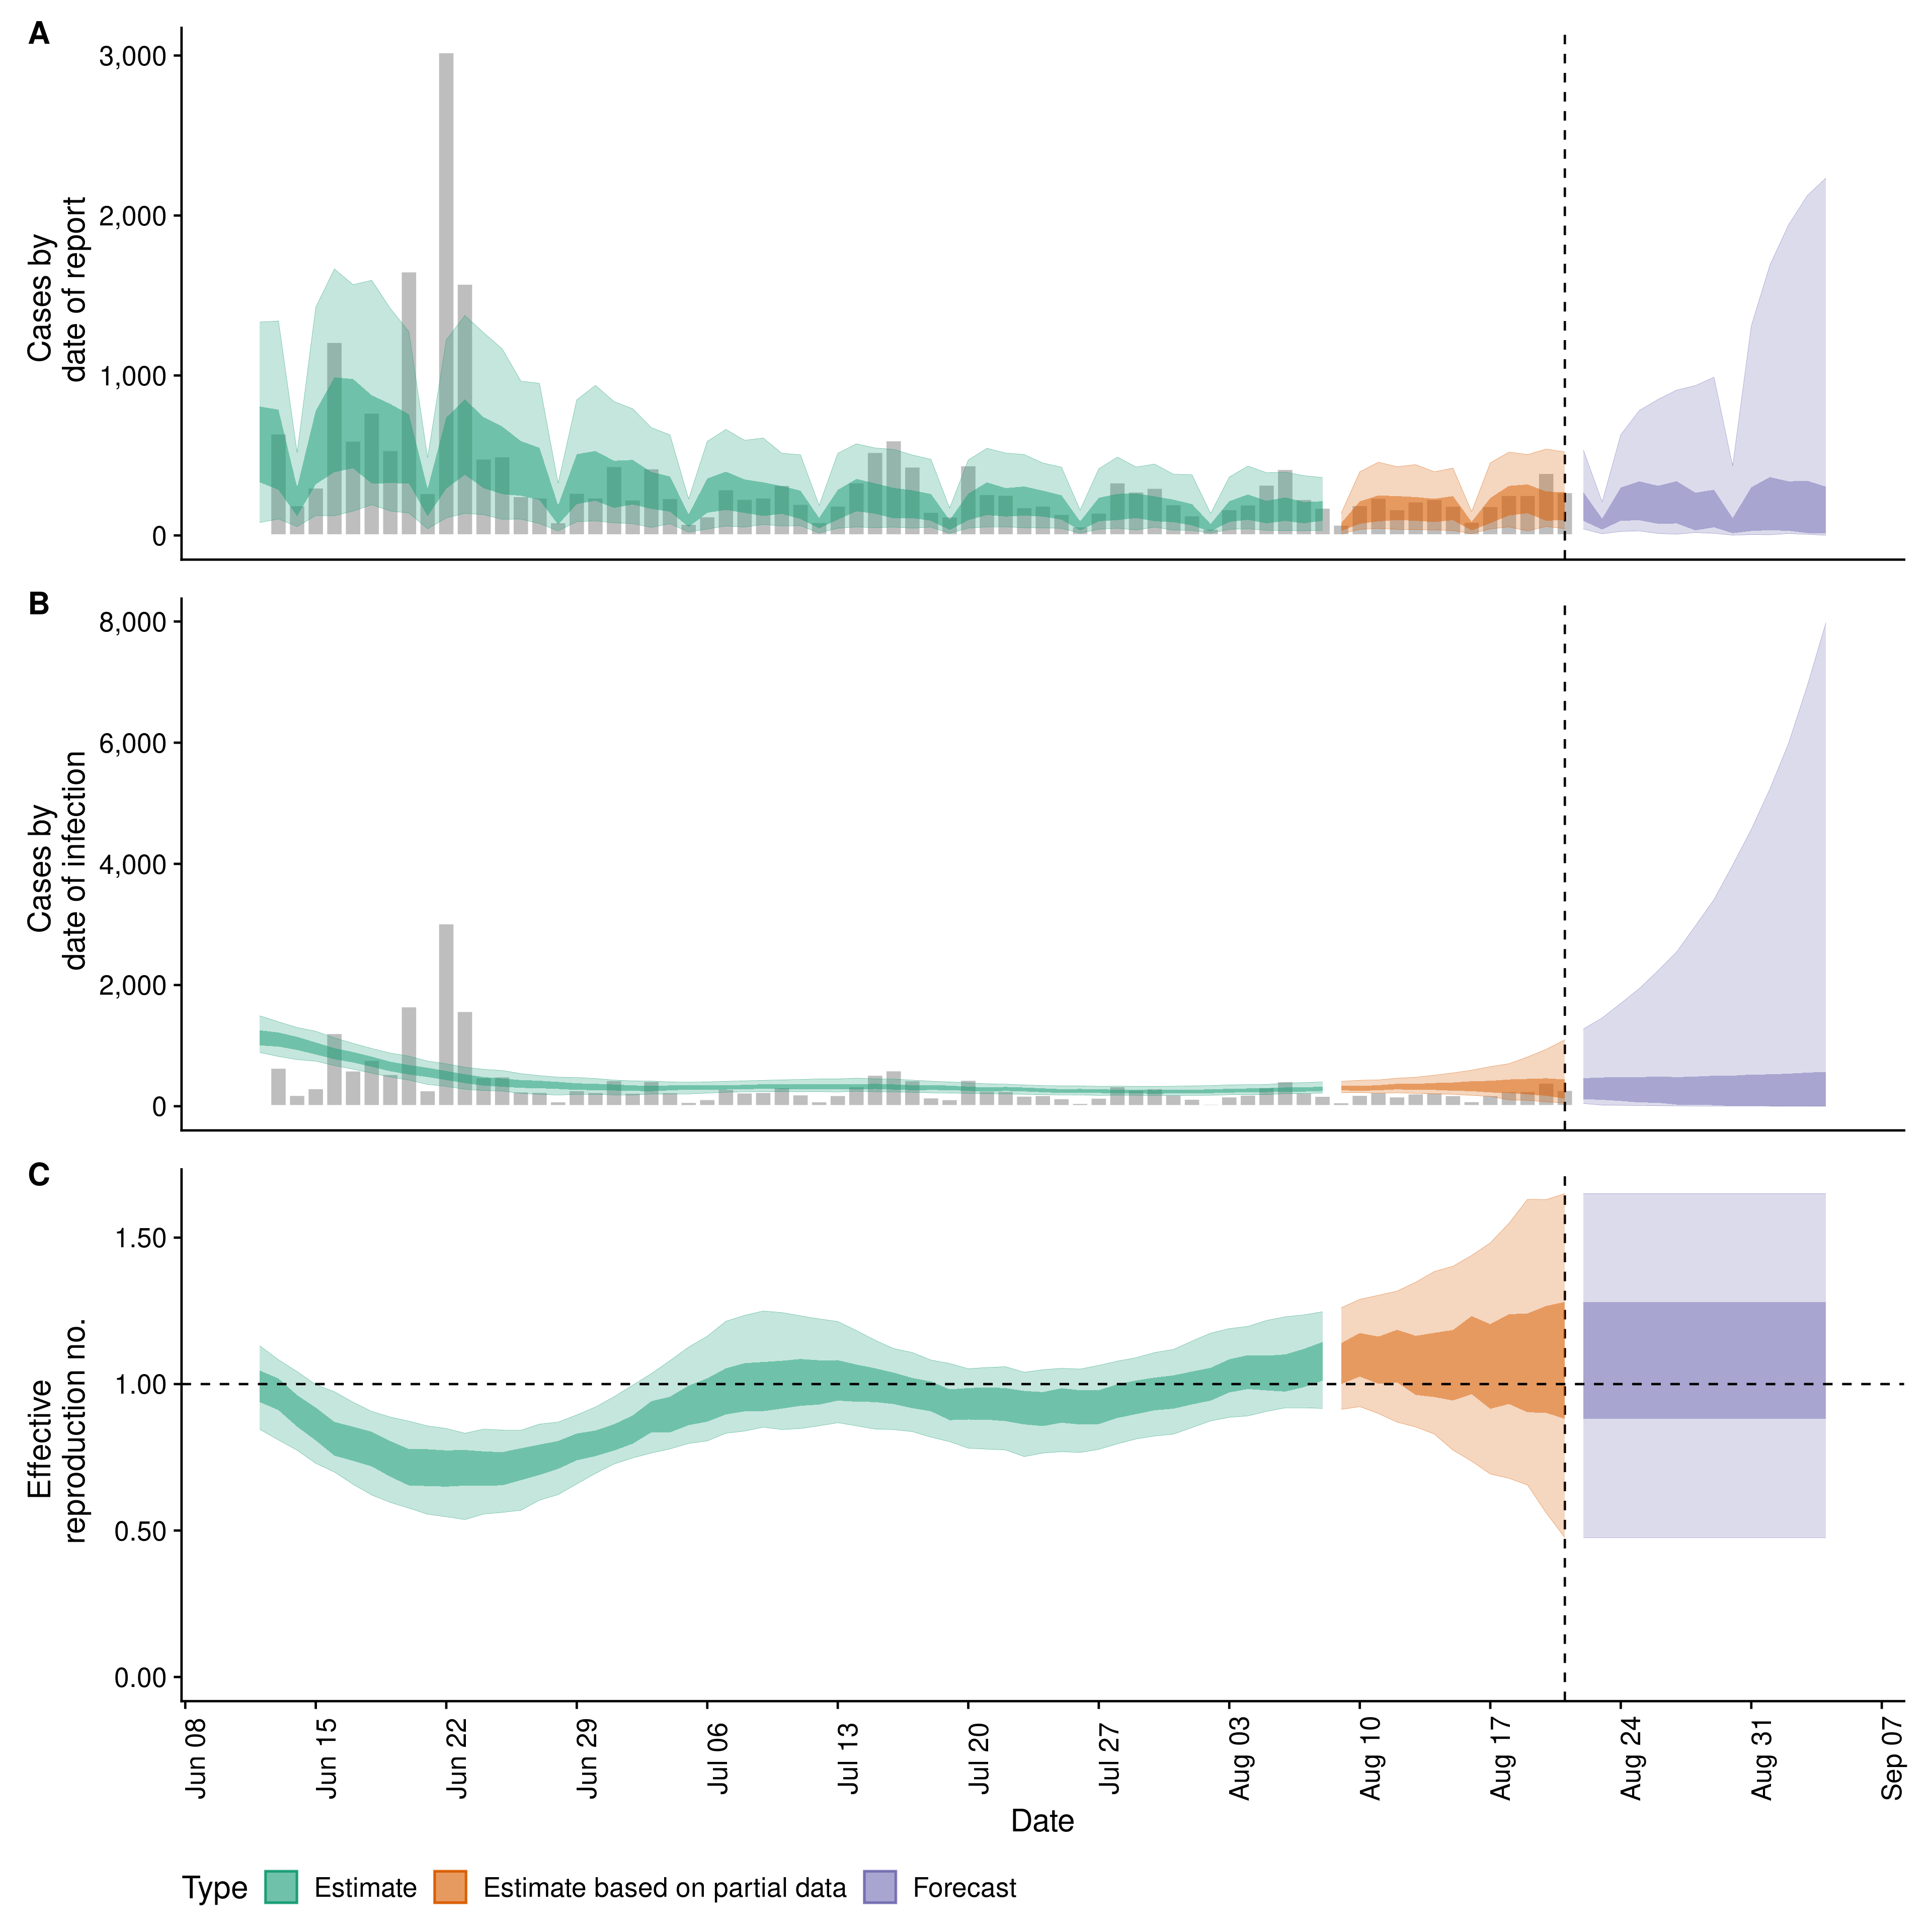 A
3,000
2,000
1,000
0
Cases by
date of report
B
8,000
6,000
4,000
2,000
0
Cases by
date of infection
C
1.50
1.00
0.50
0.00
Effective
reproduction no.
Jun 08
Jun 15
Jun 22
Jun 29
Jul 06
Jul 13
Jul 20
Jul 27
Aug 03
Aug 10
Aug 17
Aug 24
Aug 31
Sep 07
Date
Type Estimate Estimate based on partial data Forecast